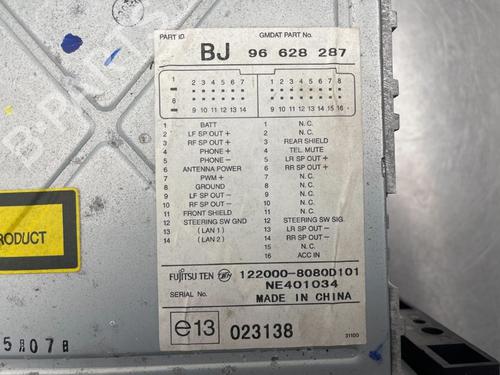 PART ID GMDAT PART No.
BJ 96 628 287
1 2 3 4 5 6 7 1 2 3 4 5 6 7 8
8 9 10 11 12 13 14 9 10 11 12 13 14 15 16
1 BATT 1 N.C.
2 LF SP OUT + 2 N.C.
3 RF SP OUT + 3 REAR SHIELD
4 PHONE + 4 TEL. MUTE
5 PHONE − 5 LR SP OUT +
6 ANTENNA POWER 6 RR SP OUT +
7 PWM + 7 N.C.
8 GROUND 8 N.C.
9 LF SP OUT − 9 N.C.
10 RF SP OUT − 10 N.C.
11 FRONT SHIELD 11 N.C.
12 STEERING SW GND 12 STEERING SW SIG.
13 ( LAN1 ) 13 LR SP OUT −
14 ( LAN2 ) 14 RR SP OUT −
15 N.C.
16 ACC IN
PRODUCT
FUJITSU TEN 122000-8080D101
NE401034
SERIAL No. MADE IN CHINA
e13 023138
31100